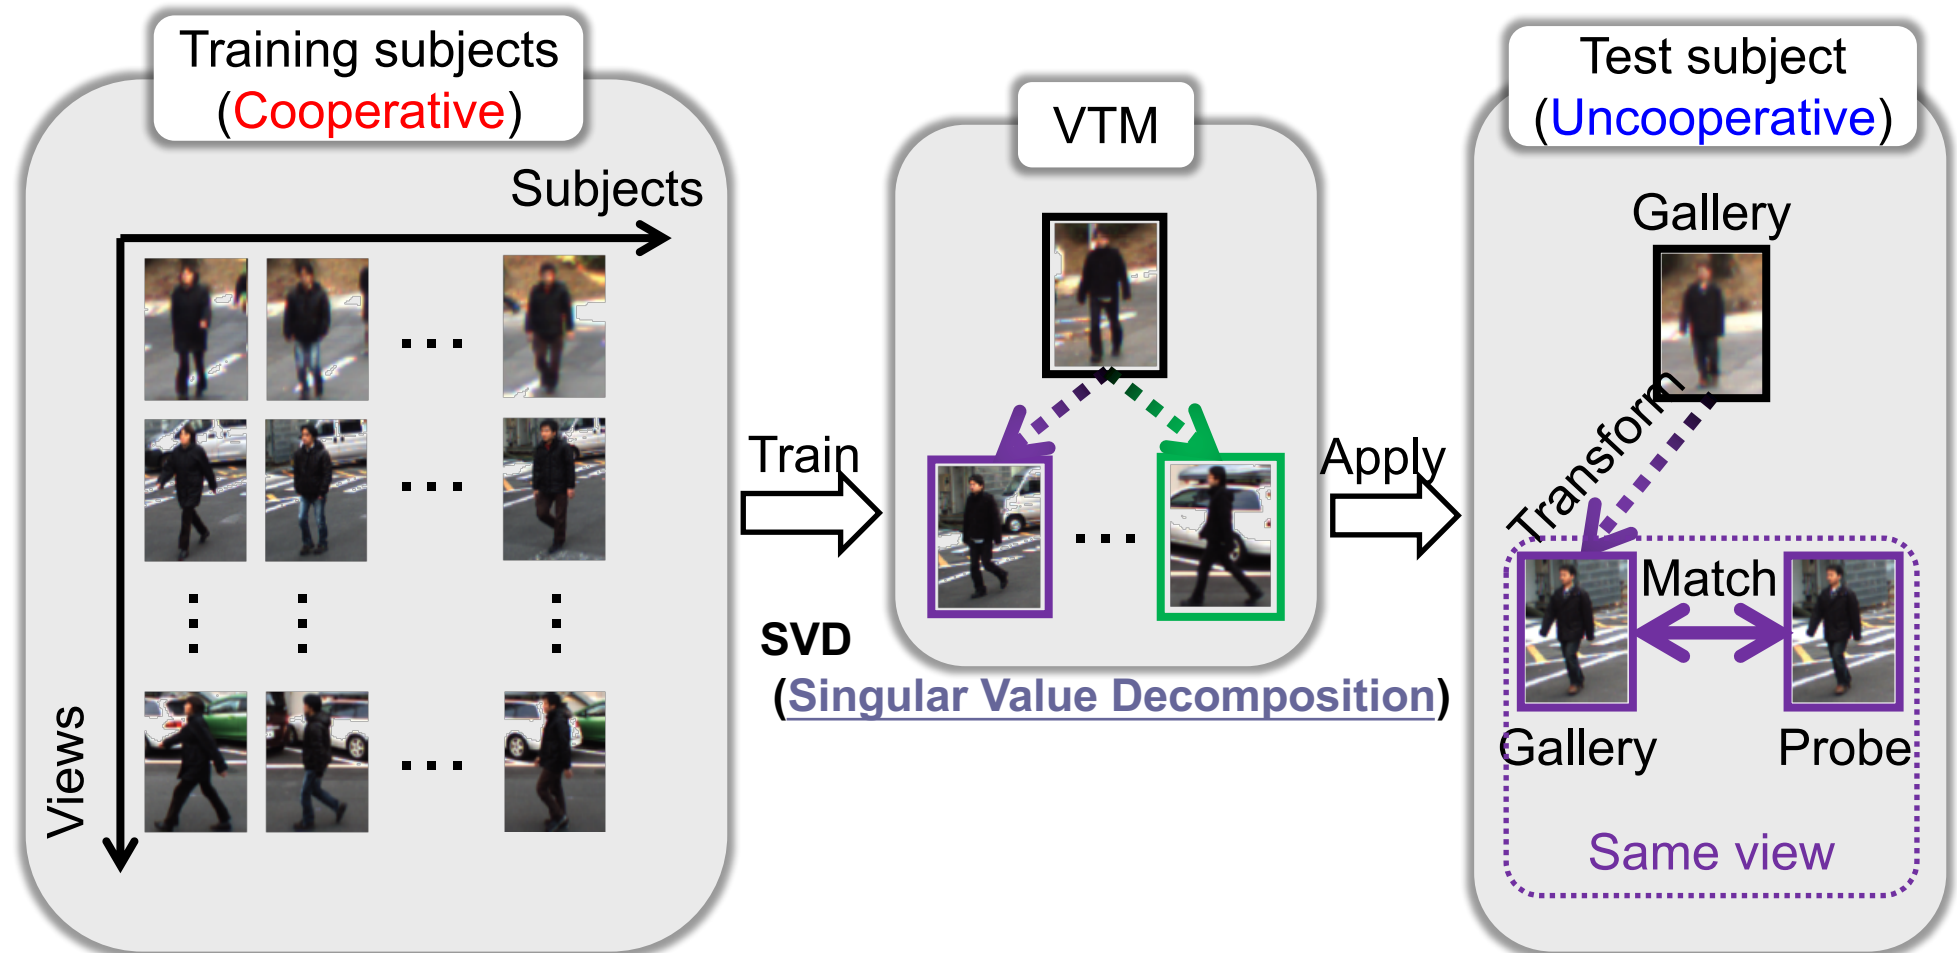 Training subjects
(Cooperative)
Subjects
Views
Train
SVD
(Singular Value Decomposition)
VTM
Apply
Test subject
(Uncooperative)
Gallery
Transform
Match
Gallery
Probe
Same view